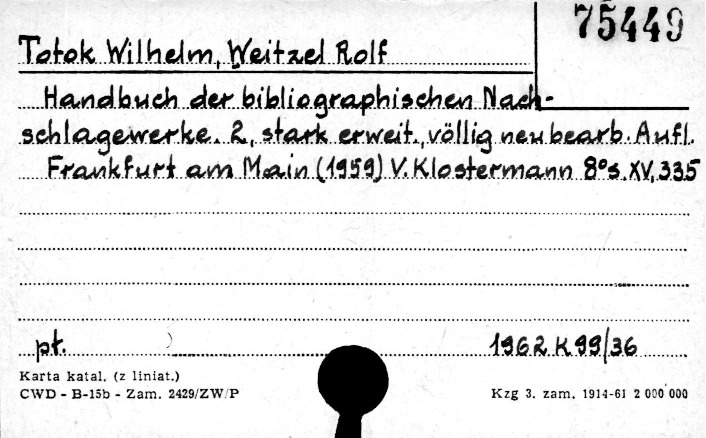 75449
Totok Wilhelm, Weitzel Rolf
Handbuch der bibliographischen Nach-
schlagewerke. 2, stark erweit., völlig neubearb. Aufl.
Frankfurt am Main (1959) V. Klostermann 8° s. XV, 335
pt. 1962 K 99/36
Karta katal. (z liniat.)
CWD - B-15b - Zam. 2429/ZW/P Kzg 3. zam. 1914-61 2 000 000